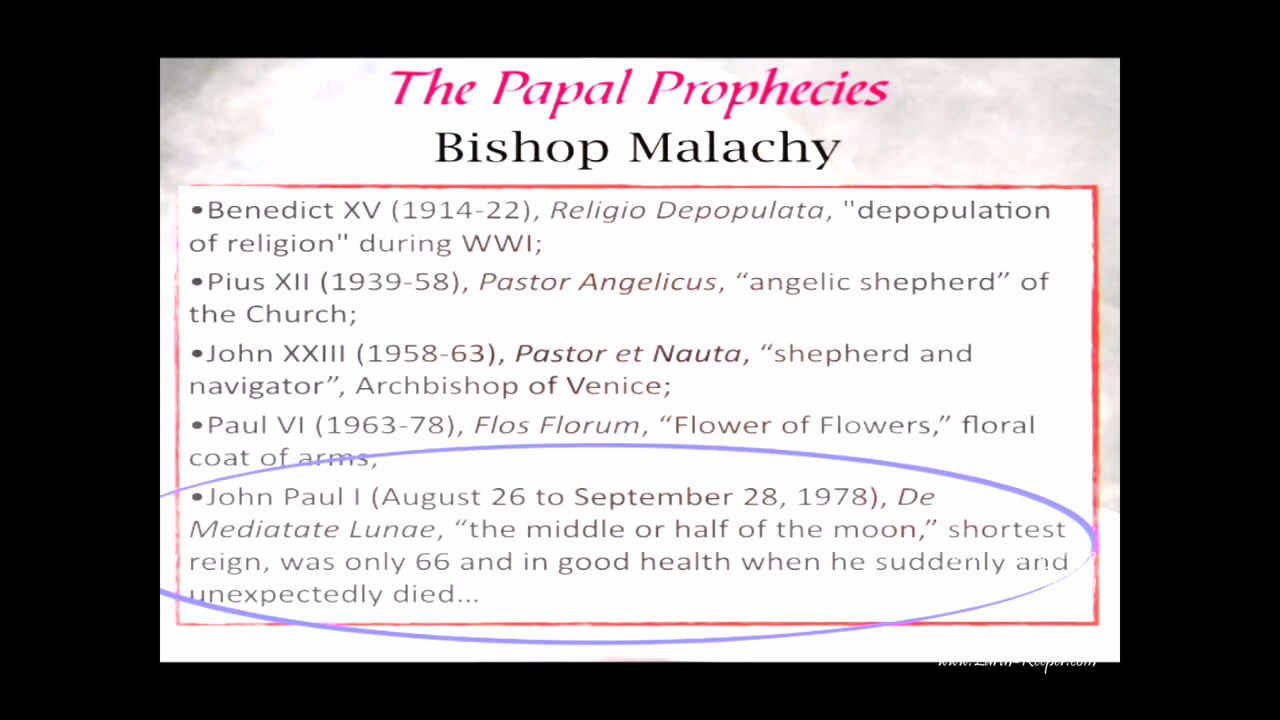 The Papal Prophecies
Bishop Malachy
•Benedict XV (1914-22), Religio Depopulata, "depopulation
of religion" during WWI;
•Pius XII (1939-58), Pastor Angelicus, “angelic shepherd” of
the Church;
•John XXIII (1958-63), Pastor et Nauta, “shepherd and
navigator”, Archbishop of Venice;
•Paul VI (1963-78), Flos Florum, “Flower of Flowers,” floral
coat of arms,
•John Paul I (August 26 to September 28, 1978), De
Mediatate Lunae, “the middle or half of the moon,” shortest
reign, was only 66 and in good health when he suddenly and
unexpectedly died...
www.Earth-Keeper.com